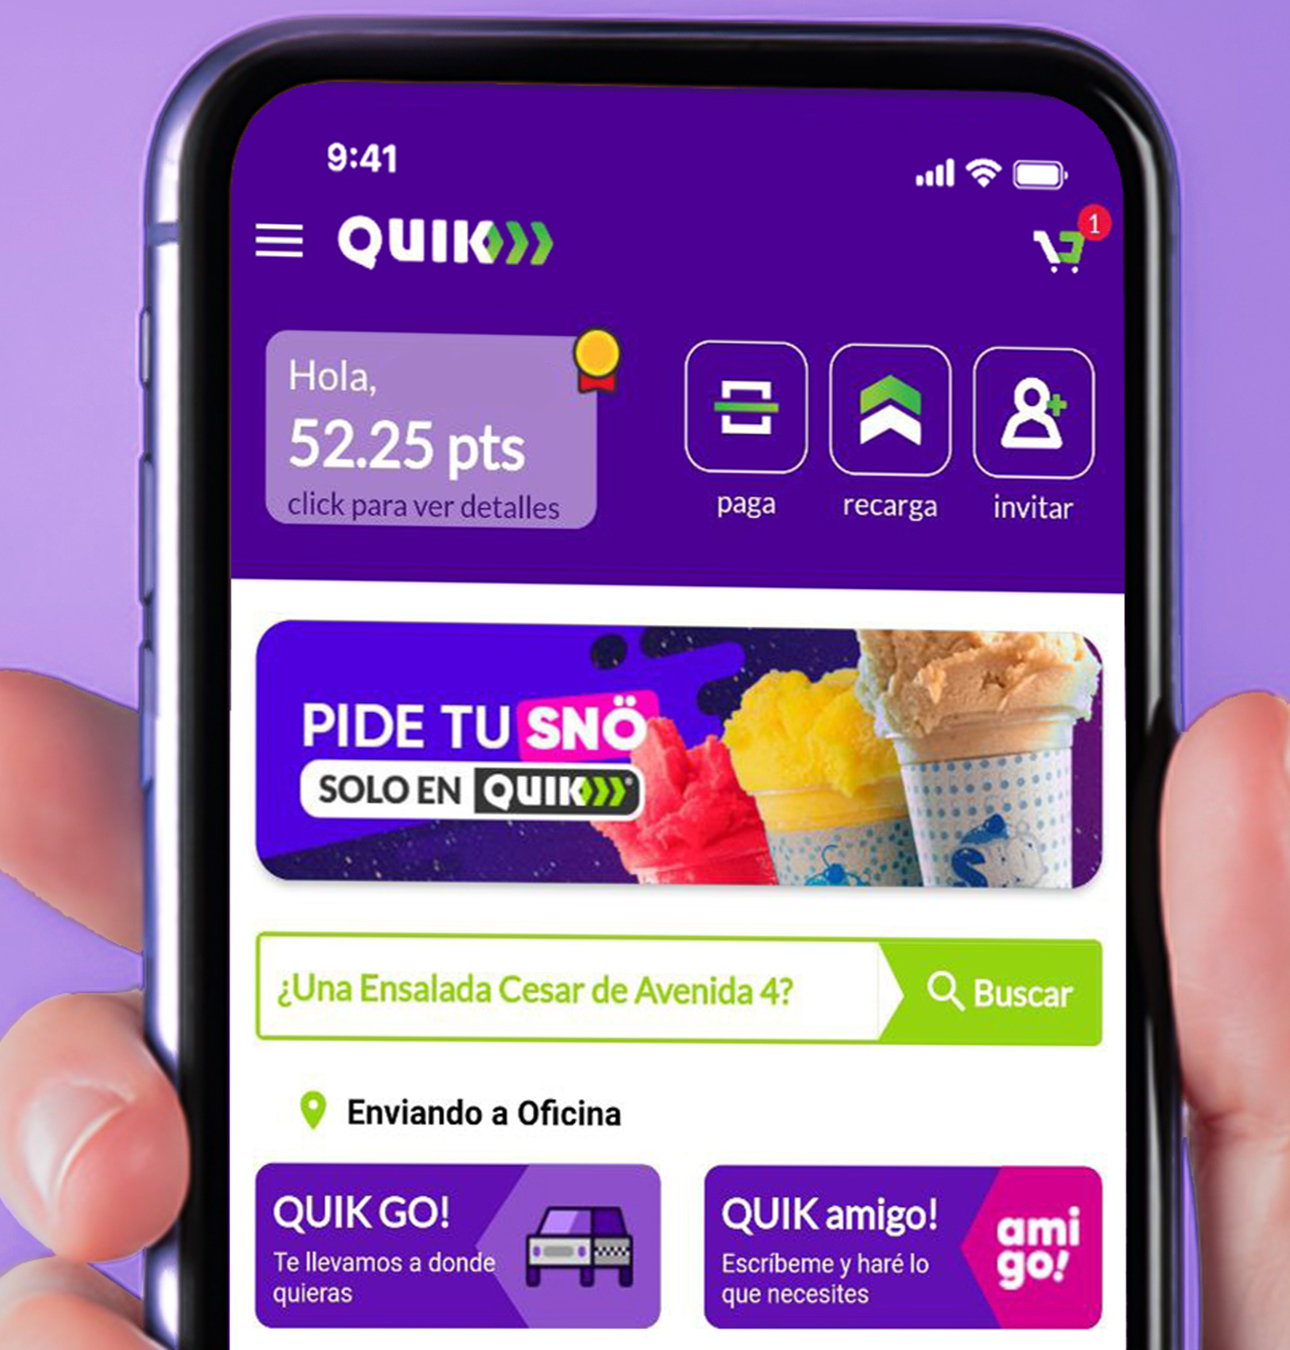 9:41
QUIK
1
Hola,
52.25 pts
click para ver detalles
paga
recarga
invitar
PIDE TU SNÖ
SOLO EN QUIK
¿Una Ensalada Cesar de Avenida 4?
Buscar
Enviando a Oficina
QUIK GO!
Te llevamos a donde
quieras
QUIK amigo!
Escríbeme y haré lo
que necesites
ami
go!